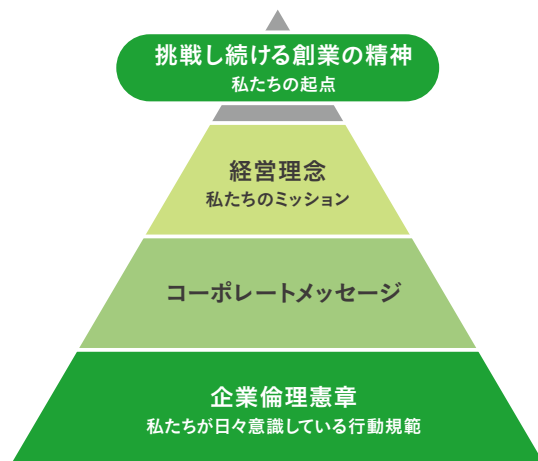 挑戦し続ける創業の精神
私たちの起点
経営理念
私たちのミッション
コーポレートメッセージ
企業倫理憲章
私たちが日々意識している行動規範